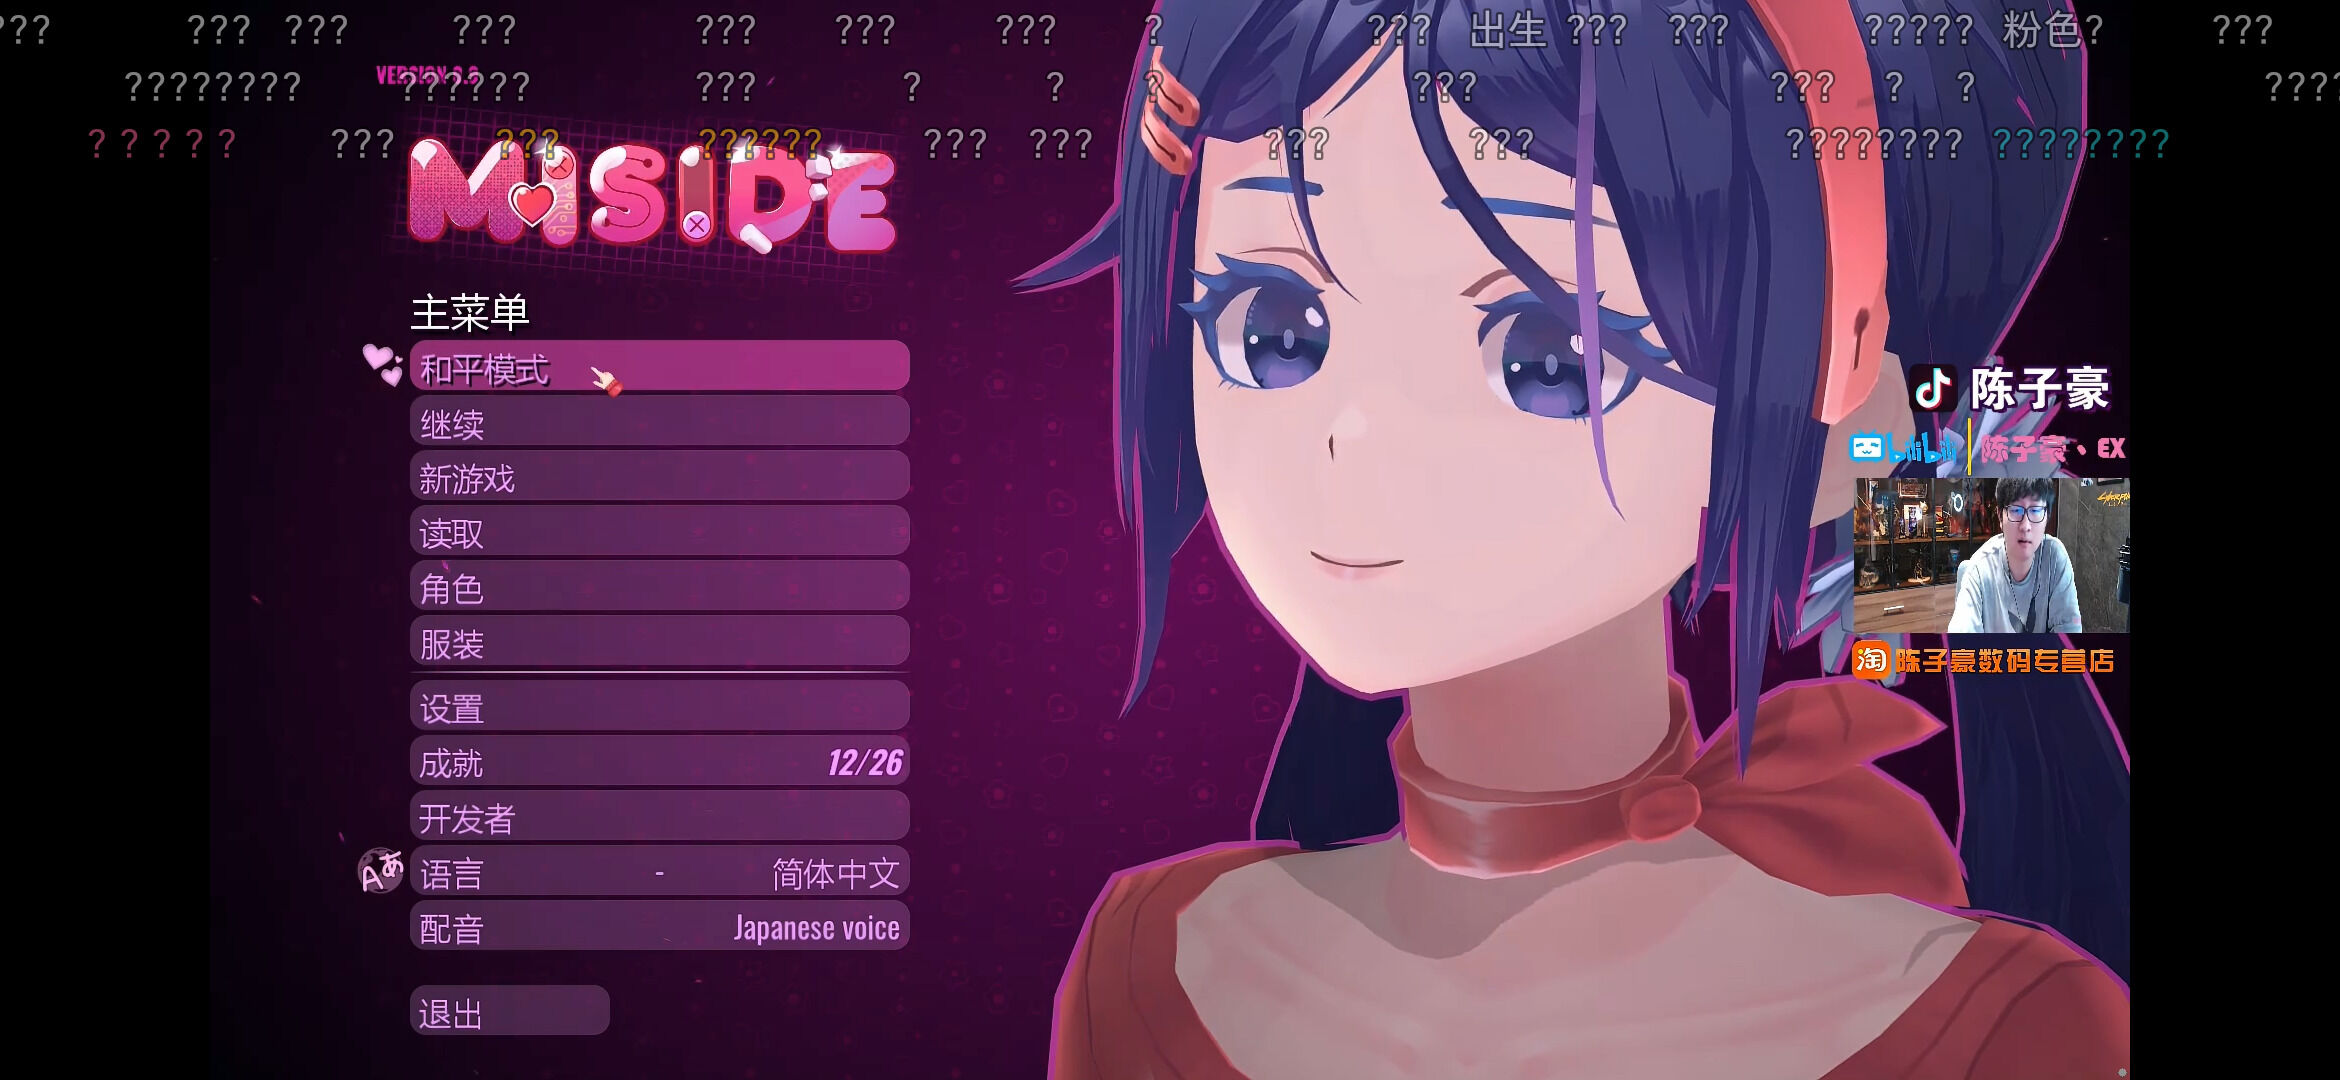 ??? ??? ??? ??? ??? ??? ??? ? ??? 出生 ??? ??? ????? 粉色? ???
???????? ?????? ??? ? ? ? ??? ??? ? ? ????
????? ??? ??? ?????? ??? ??? ??? ??? ???????? ????????
MISIDE
主菜单
和平模式
继续
新游戏
读取
角色
服装
设置
成就 12/26
开发者
语言 - 简体中文
配音 Japanese voice
退出
陈子豪
bilibili 陈子豪丶EX
淘 陈子豪数码专营店